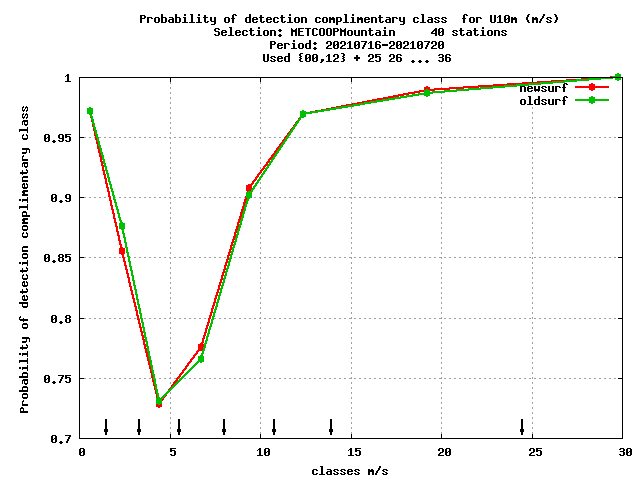 Probability of detection complimentary class  for U10m (m/s)
Selection: METCOOPMountain     40 stations
Period: 20210716-20210720
Used {00,12} + 25 26 ... 36
Probability of detection complimentary class
1
0,95
0,9
0,85
0,8
0,75
0,7
newsurf
oldsurf
0 5 10 15 20 25 30
classes m/s